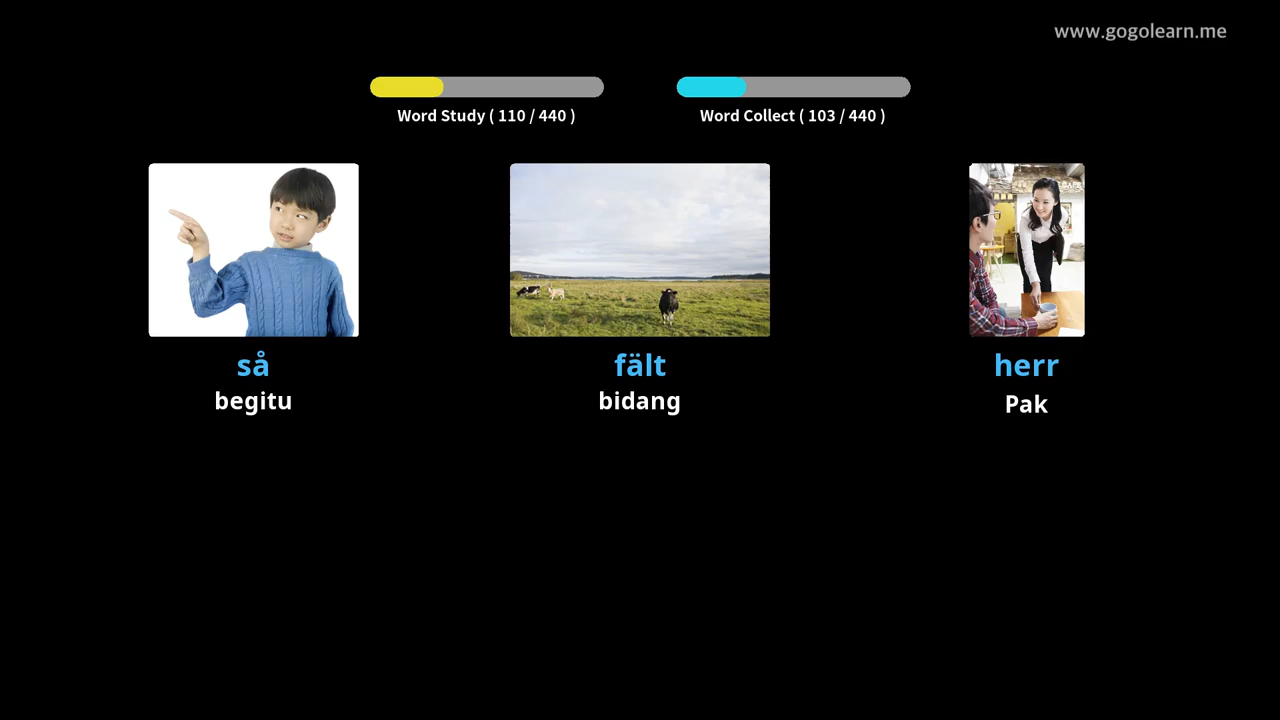 www.gogolearn.me
Word Study ( 110 / 440 )
Word Collect ( 103 / 440 )
så
fält
herr
begitu
bidang
Pak